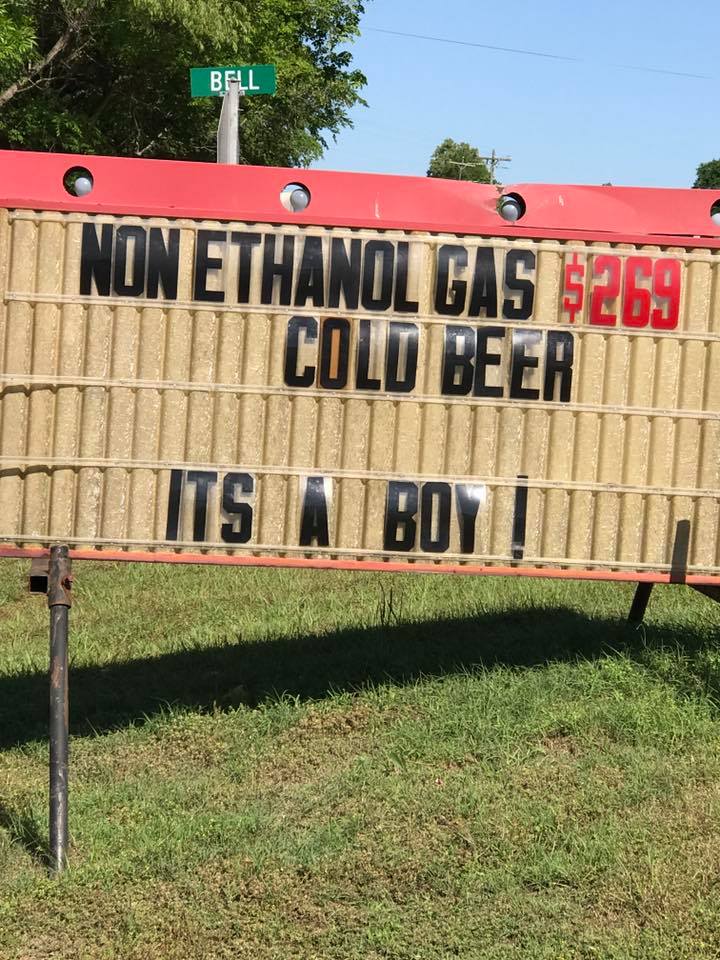 BELL
NON ETHANOL GAS $269
COLD BEER
ITS A BOY!